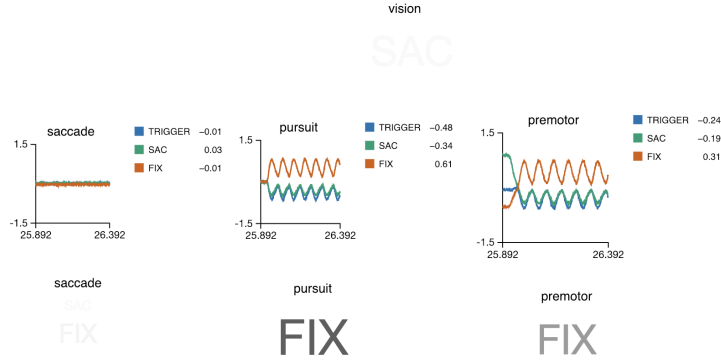 vision
SAC
saccade
TRIGGER -0.01
SAC 0.03
FIX -0.01
1.5
-1.5
25.892 26.392
pursuit
TRIGGER -0.48
SAC -0.34
FIX 0.61
1.5
-1.5
25.892 26.392
premotor
TRIGGER -0.24
SAC -0.19
FIX 0.31
1.5
-1.5
25.892 26.392
saccade
SAC
FIX
pursuit
FIX
premotor
FIX